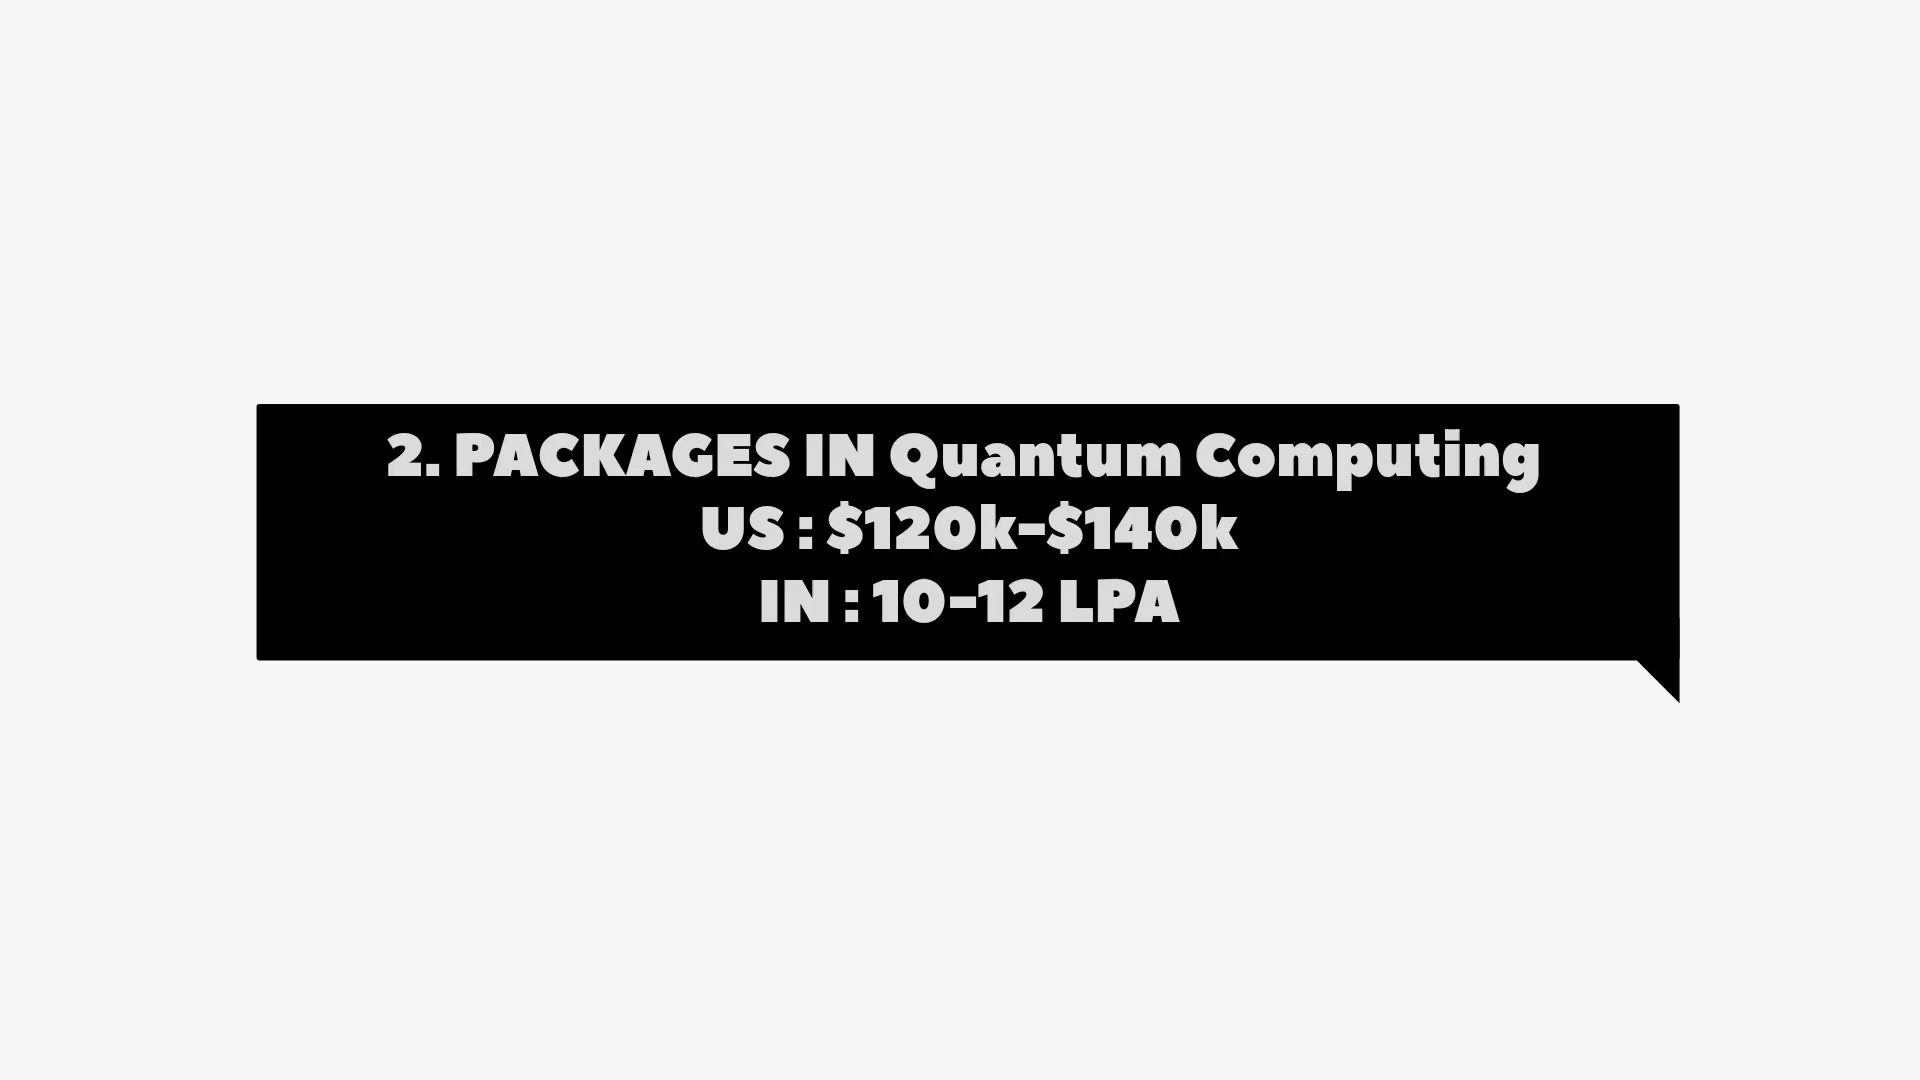 2. PACKAGES IN Quantum Computing
US : $120k-$140k
IN : 10-12 LPA